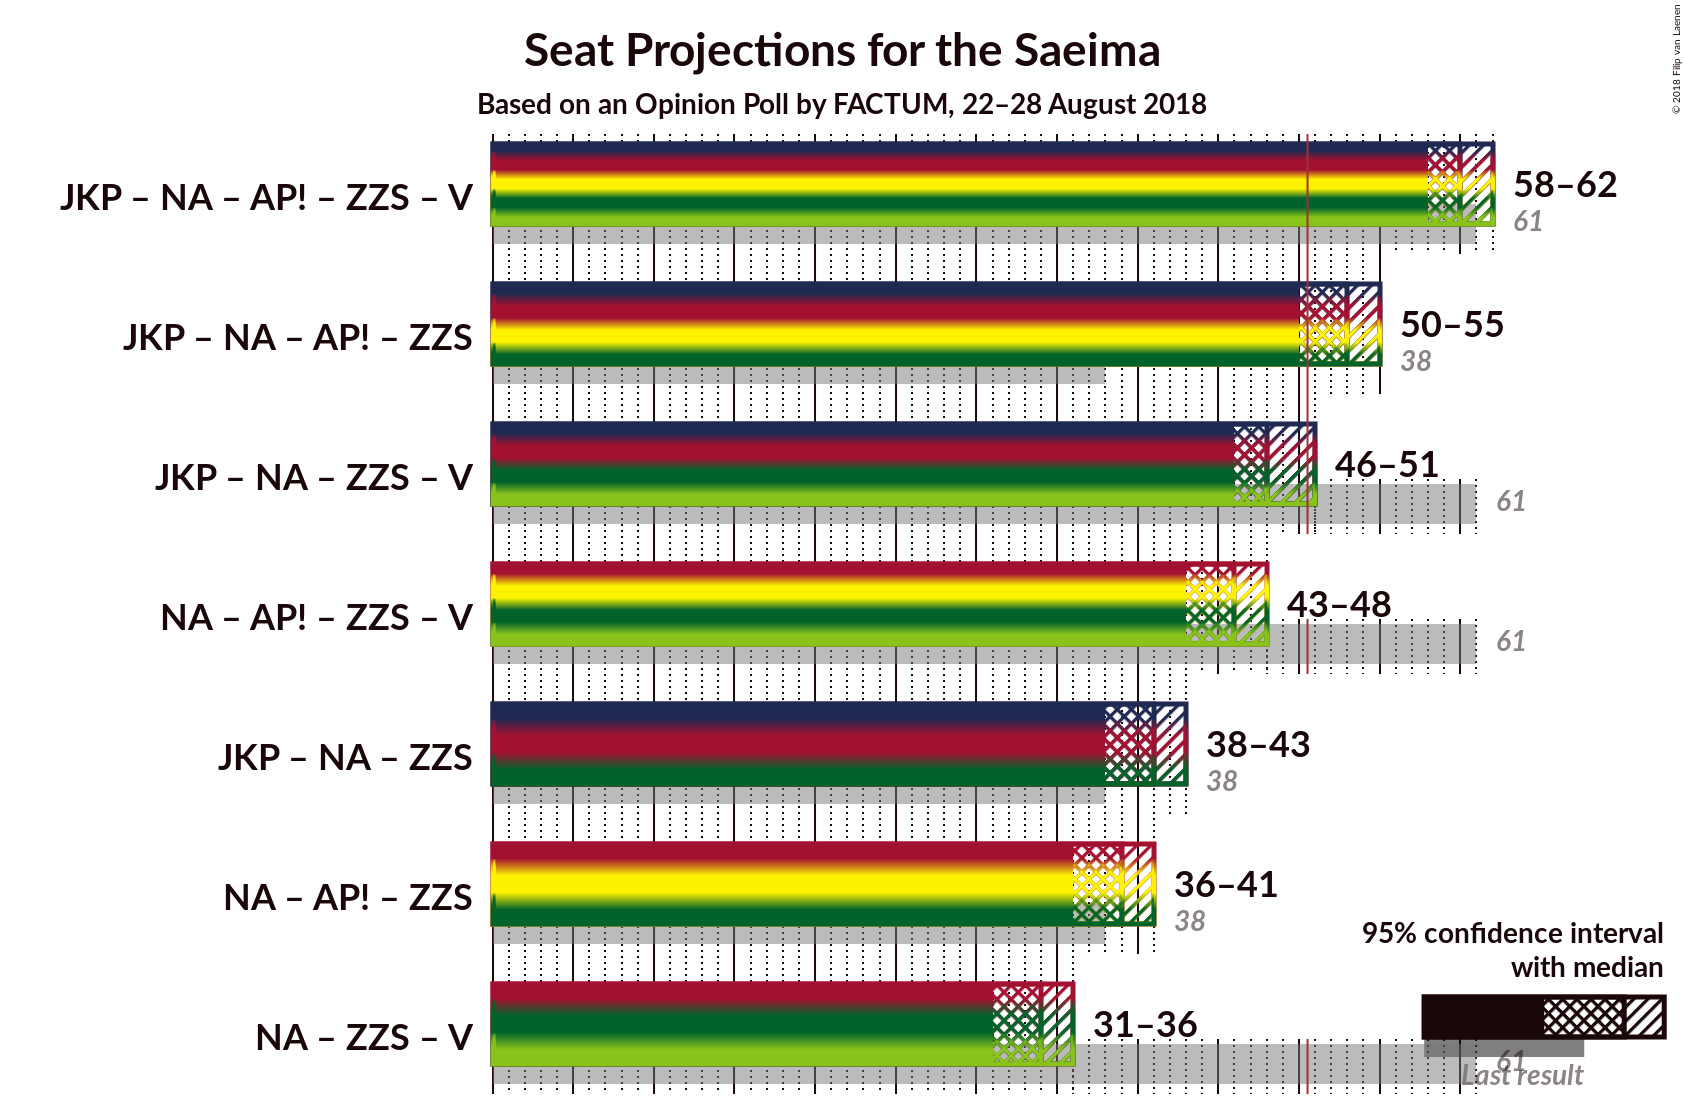 Seat Projections for the Saeima
Based on an Opinion Poll by FACTUM, 22–28 August 2018
© 2018 Filip van Laenen
JKP – NA – AP! – ZZS – V
58–62
61
JKP – NA – AP! – ZZS
50–55
38
JKP – NA – ZZS – V
46–51
61
NA – AP! – ZZS – V
43–48
61
JKP – NA – ZZS
38–43
38
NA – AP! – ZZS
36–41
38
NA – ZZS – V
31–36
61
95% confidence interval
with median
Last result